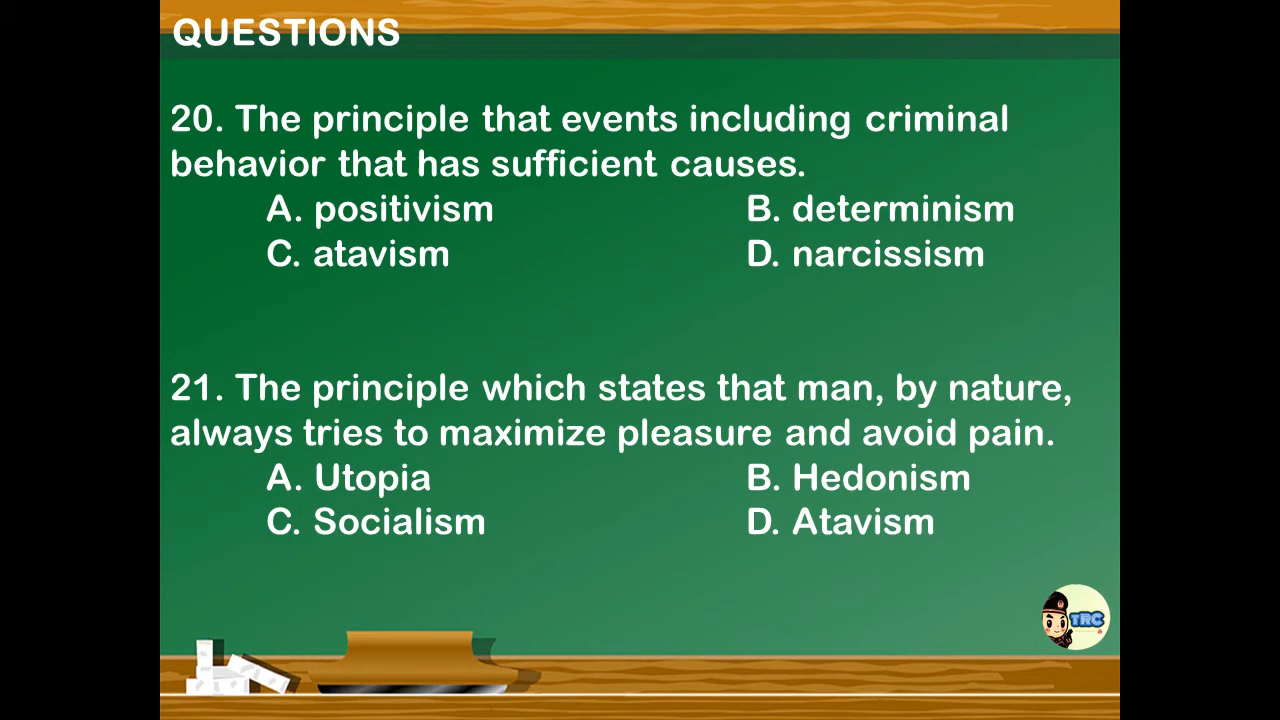 QUESTIONS
20. The principle that events including criminal
behavior that has sufficient causes.
A. positivism B. determinism
C. atavism D. narcissism
21. The principle which states that man, by nature,
always tries to maximize pleasure and avoid pain.
A. Utopia B. Hedonism
C. Socialism D. Atavism
TRC